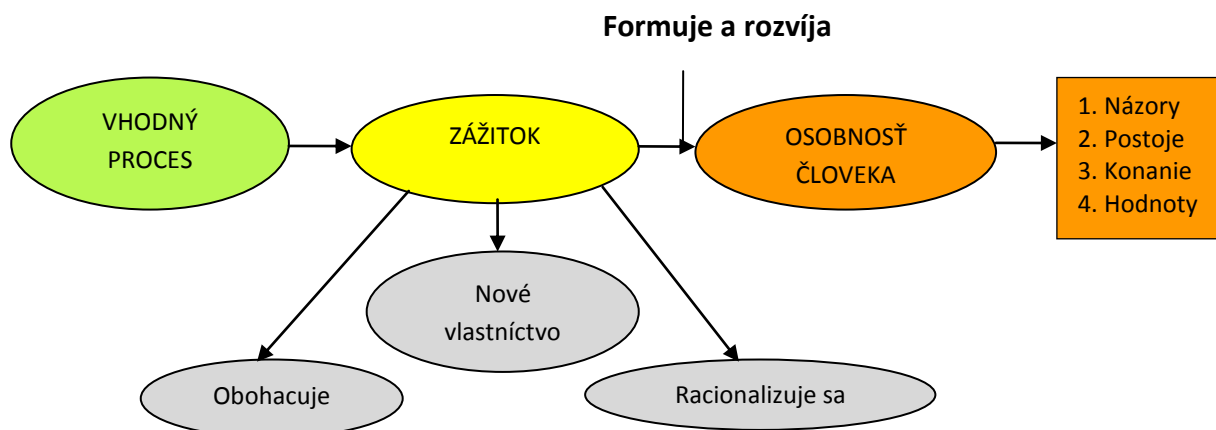 Formuje a rozvíja
VHODNÝ
PROCES
ZÁŽITOK
OSOBNOSŤ
ČLOVEKA
1. Názory
2. Postoje
3. Konanie
4. Hodnoty
Nové
vlastníctvo
Obohacuje
Racionalizuje sa